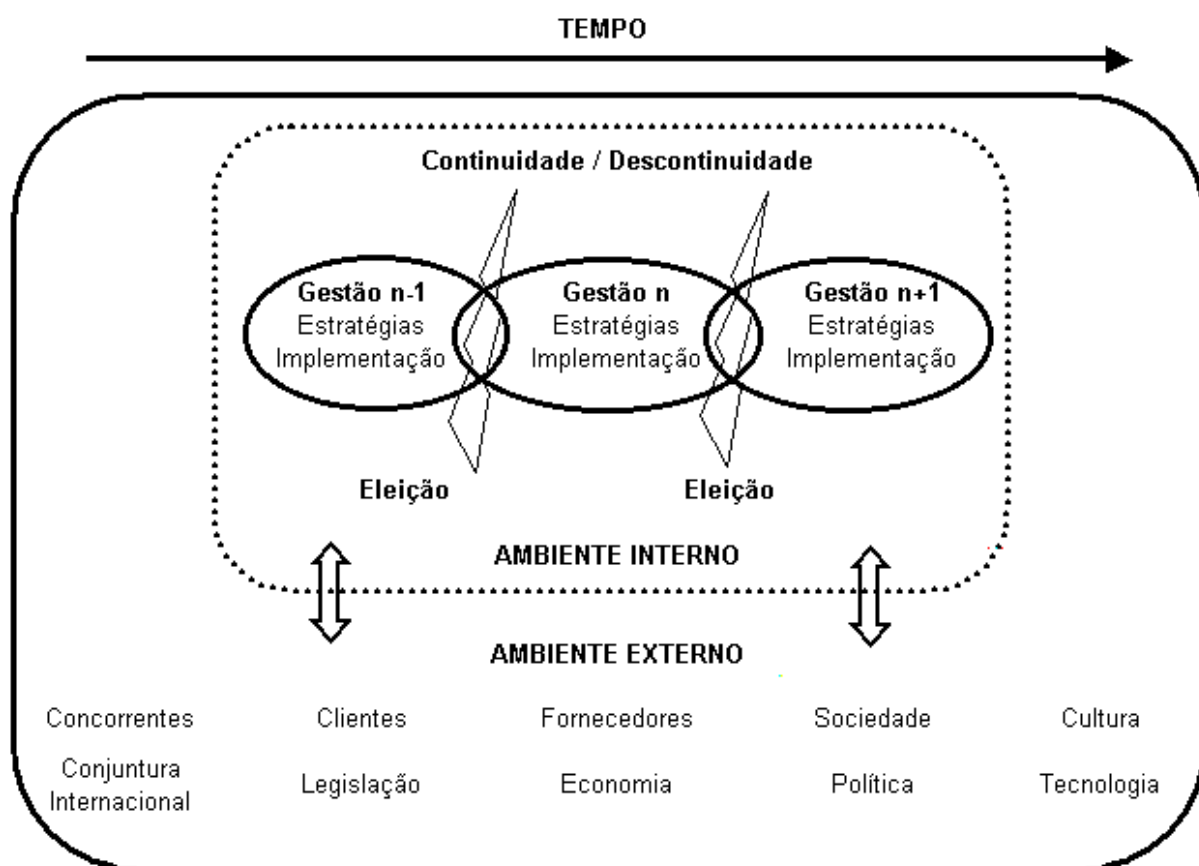 TEMPO
Continuidade / Descontinuidade
Gestão n-1
Estratégias
Implementação
Gestão n
Estratégias
Implementação
Gestão n+1
Estratégias
Implementação
Eleição
Eleição
AMBIENTE INTERNO
AMBIENTE EXTERNO
Concorrentes
Clientes
Fornecedores
Sociedade
Cultura
Conjuntura
Internacional
Legislação
Economia
Política
Tecnologia